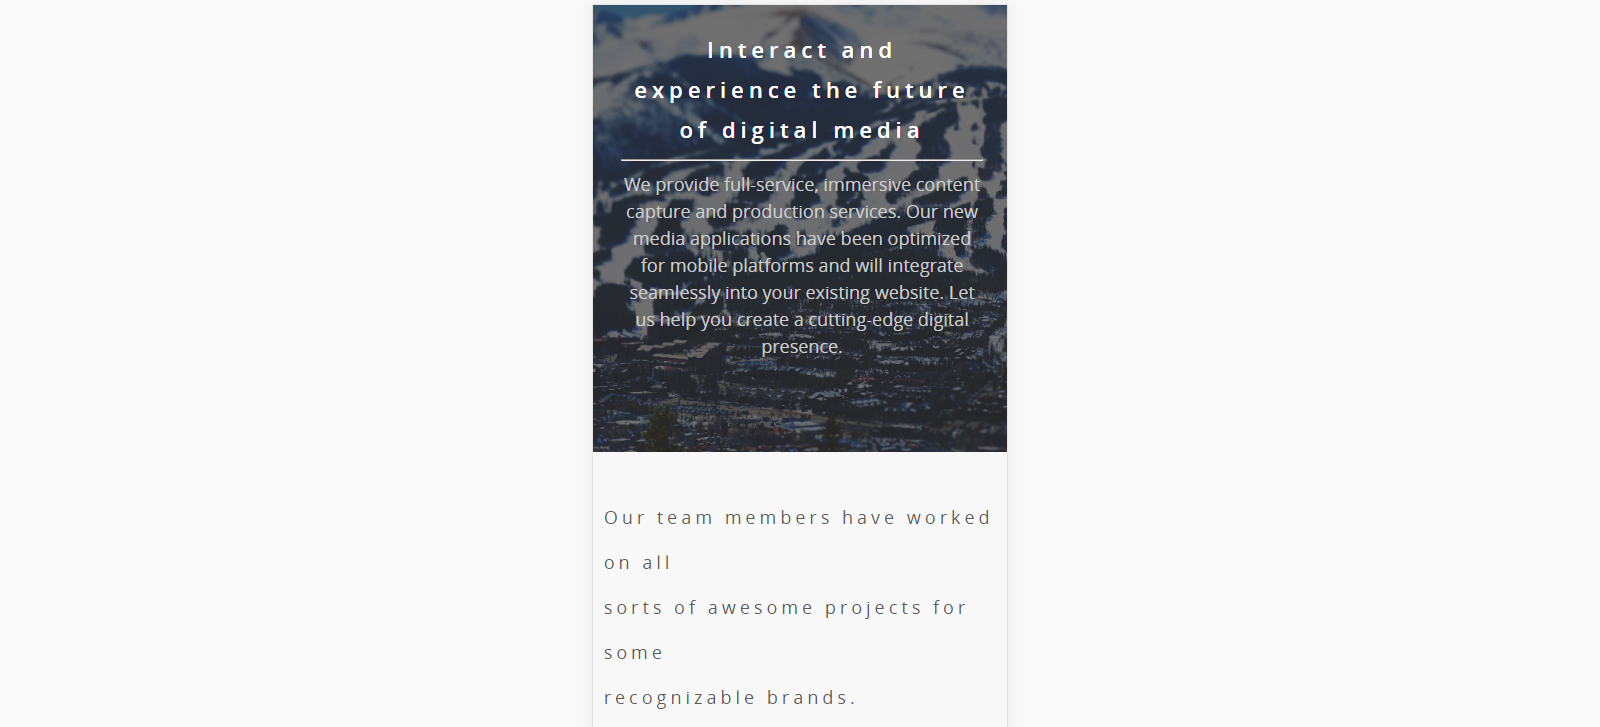 Interact and
experience the future
of digital media
We provide full-service, immersive content
capture and production services. Our new
media applications have been optimized
for mobile platforms and will integrate
seamlessly into your existing website. Let
us help you create a cutting-edge digital
presence.
Our team members have worked
on all
sorts of awesome projects for
some
recognizable brands.